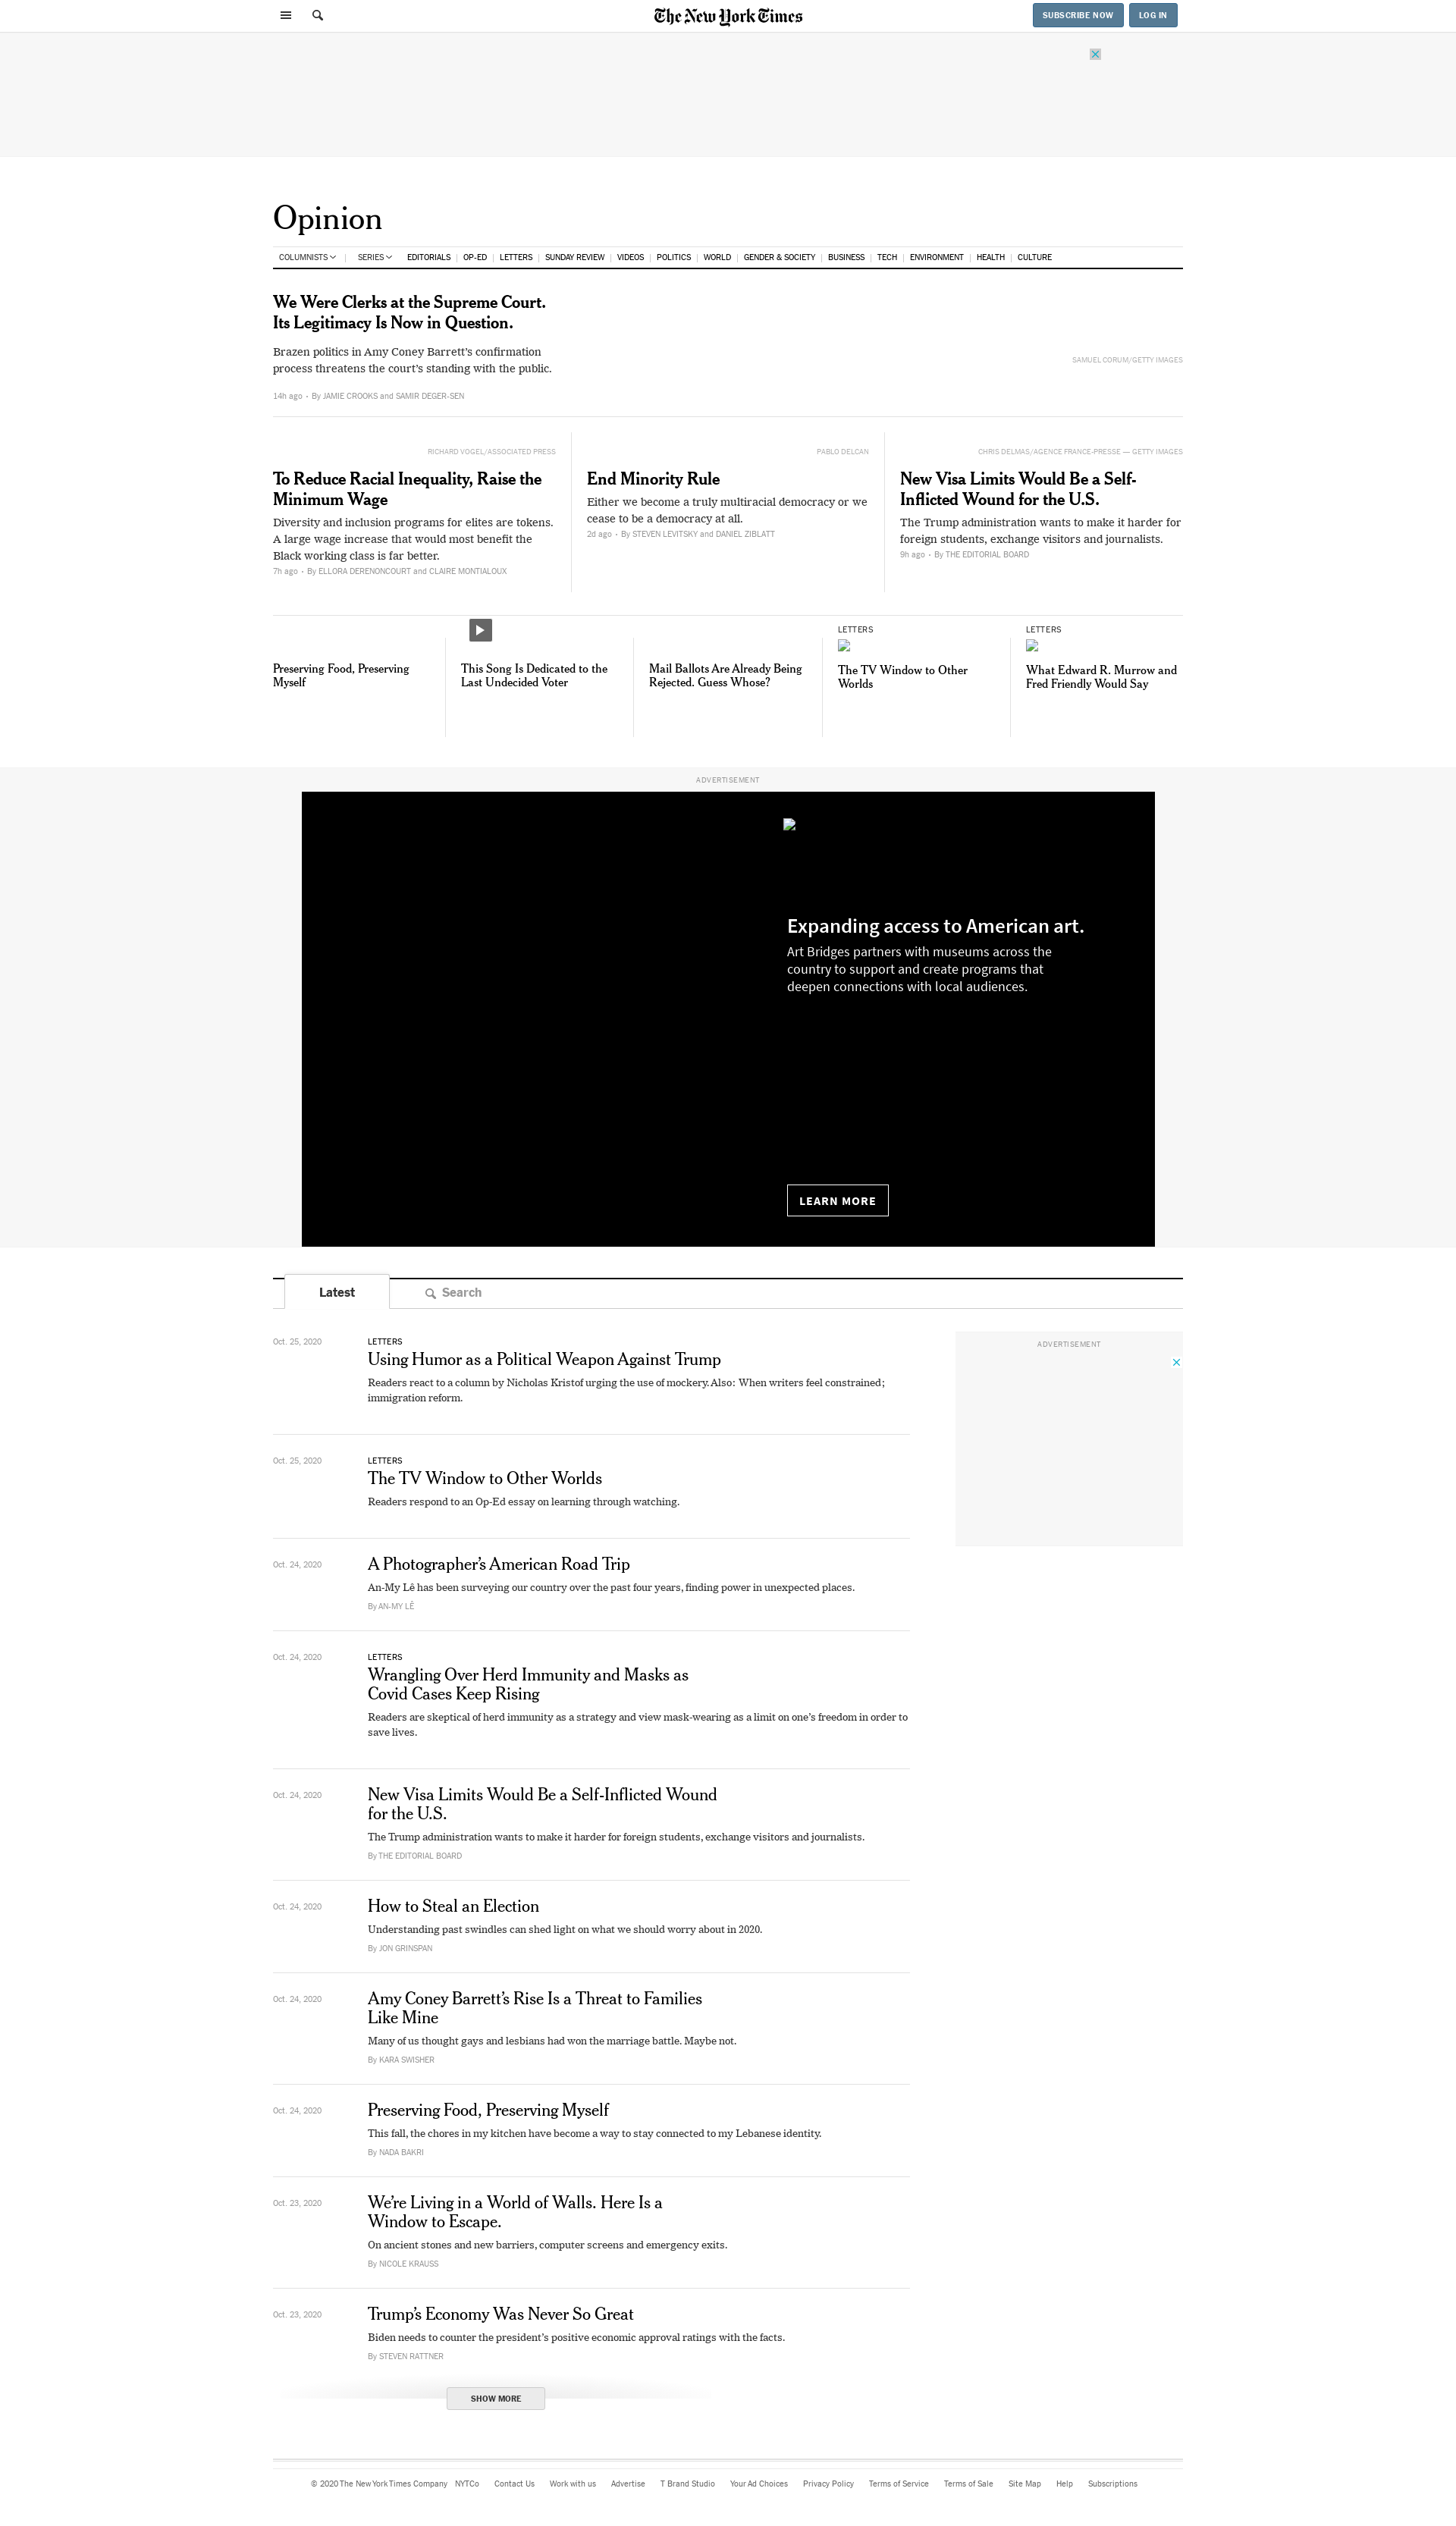 The New York Times
SUBSCRIBE NOW
LOG IN
Opinion
COLUMNISTS
SERIES
EDITORIALS
OP-ED
LETTERS
SUNDAY REVIEW
VIDEOS
POLITICS
WORLD
GENDER & SOCIETY
BUSINESS
TECH
ENVIRONMENT
HEALTH
CULTURE
We Were Clerks at the Supreme Court.
Its Legitimacy Is Now in Question.
Brazen politics in Amy Coney Barrett’s confirmation
process threatens the court’s standing with the public.
14h ago • By JAMIE CROOKS and SAMIR DEGER-SEN
SAMUEL CORUM/GETTY IMAGES
RICHARD VOGEL/ASSOCIATED PRESS
To Reduce Racial Inequality, Raise the
Minimum Wage
Diversity and inclusion programs for elites are tokens.
A large wage increase that would most benefit the
Black working class is far better.
7h ago • By ELLORA DERENONCOURT and CLAIRE MONTIALOUX
PABLO DELCAN
End Minority Rule
Either we become a truly multiracial democracy or we
cease to be a democracy at all.
2d ago • By STEVEN LEVITSKY and DANIEL ZIBLATT
CHRIS DELMAS/AGENCE FRANCE-PRESSE — GETTY IMAGES
New Visa Limits Would Be a Self-
Inflicted Wound for the U.S.
The Trump administration wants to make it harder for
foreign students, exchange visitors and journalists.
9h ago • By THE EDITORIAL BOARD
Preserving Food, Preserving
Myself
This Song Is Dedicated to the
Last Undecided Voter
Mail Ballots Are Already Being
Rejected. Guess Whose?
LETTERS
The TV Window to Other
Worlds
LETTERS
What Edward R. Murrow and
Fred Friendly Would Say
ADVERTISEMENT
Expanding access to American art.
Art Bridges partners with museums across the
country to support and create programs that
deepen connections with local audiences.
LEARN MORE
Latest
Search
Oct. 25, 2020
LETTERS
Using Humor as a Political Weapon Against Trump
Readers react to a column by Nicholas Kristof urging the use of mockery. Also: When writers feel constrained;
immigration reform.
ADVERTISEMENT
Oct. 25, 2020
LETTERS
The TV Window to Other Worlds
Readers respond to an Op-Ed essay on learning through watching.
Oct. 24, 2020
A Photographer’s American Road Trip
An-My Lê has been surveying our country over the past four years, finding power in unexpected places.
By AN-MY LÊ
Oct. 24, 2020
LETTERS
Wrangling Over Herd Immunity and Masks as
Covid Cases Keep Rising
Readers are skeptical of herd immunity as a strategy and view mask-wearing as a limit on one’s freedom in order to
save lives.
Oct. 24, 2020
New Visa Limits Would Be a Self-Inflicted Wound
for the U.S.
The Trump administration wants to make it harder for foreign students, exchange visitors and journalists.
By THE EDITORIAL BOARD
Oct. 24, 2020
How to Steal an Election
Understanding past swindles can shed light on what we should worry about in 2020.
By JON GRINSPAN
Oct. 24, 2020
Amy Coney Barrett’s Rise Is a Threat to Families
Like Mine
Many of us thought gays and lesbians had won the marriage battle. Maybe not.
By KARA SWISHER
Oct. 24, 2020
Preserving Food, Preserving Myself
This fall, the chores in my kitchen have become a way to stay connected to my Lebanese identity.
By NADA BAKRI
Oct. 23, 2020
We’re Living in a World of Walls. Here Is a
Window to Escape.
On ancient stones and new barriers, computer screens and emergency exits.
By NICOLE KRAUSS
Oct. 23, 2020
Trump’s Economy Was Never So Great
Biden needs to counter the president’s positive economic approval ratings with the facts.
By STEVEN RATTNER
SHOW MORE
© 2020 The New York Times Company
NYTCo
Contact Us
Work with us
Advertise
T Brand Studio
Your Ad Choices
Privacy Policy
Terms of Service
Terms of Sale
Site Map
Help
Subscriptions